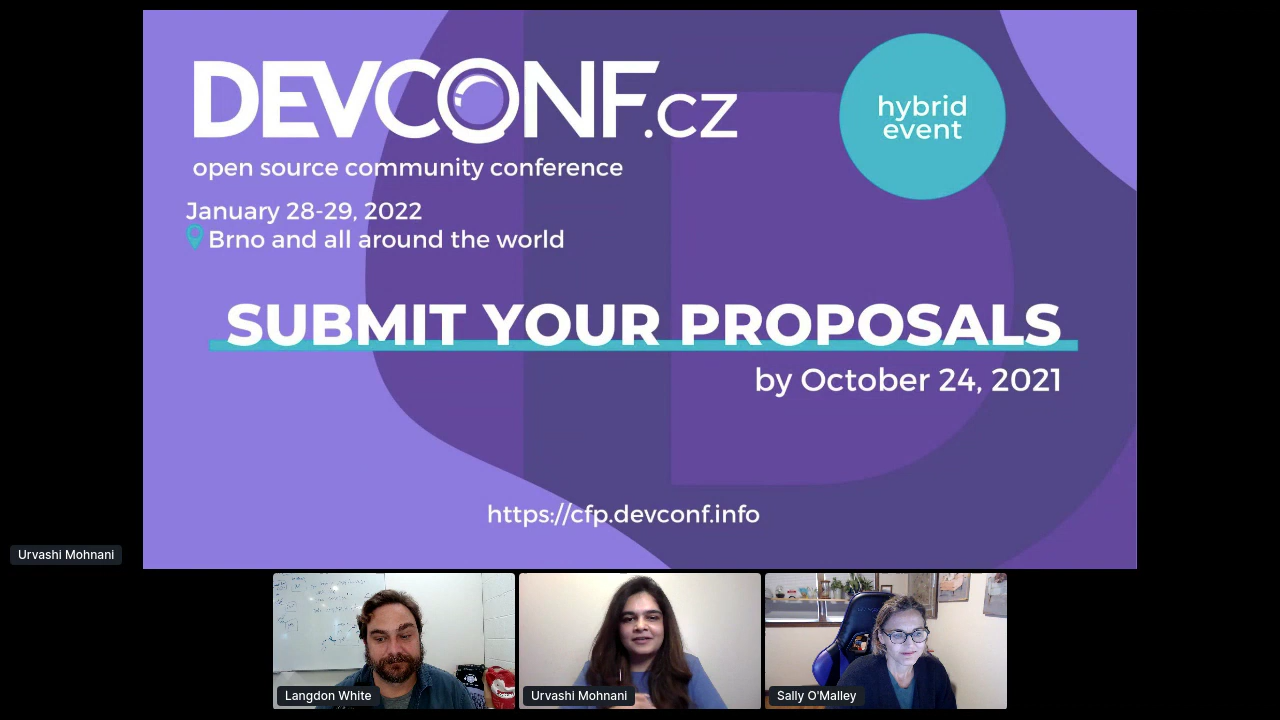 DEVCONF.cz
open source community conference
hybrid
event
January 28-29, 2022
Brno and all around the world
SUBMIT YOUR PROPOSALS
by October 24, 2021
https://cfp.devconf.info
Urvashi Mohnani
Langdon White
Urvashi Mohnani
Sally O'Malley